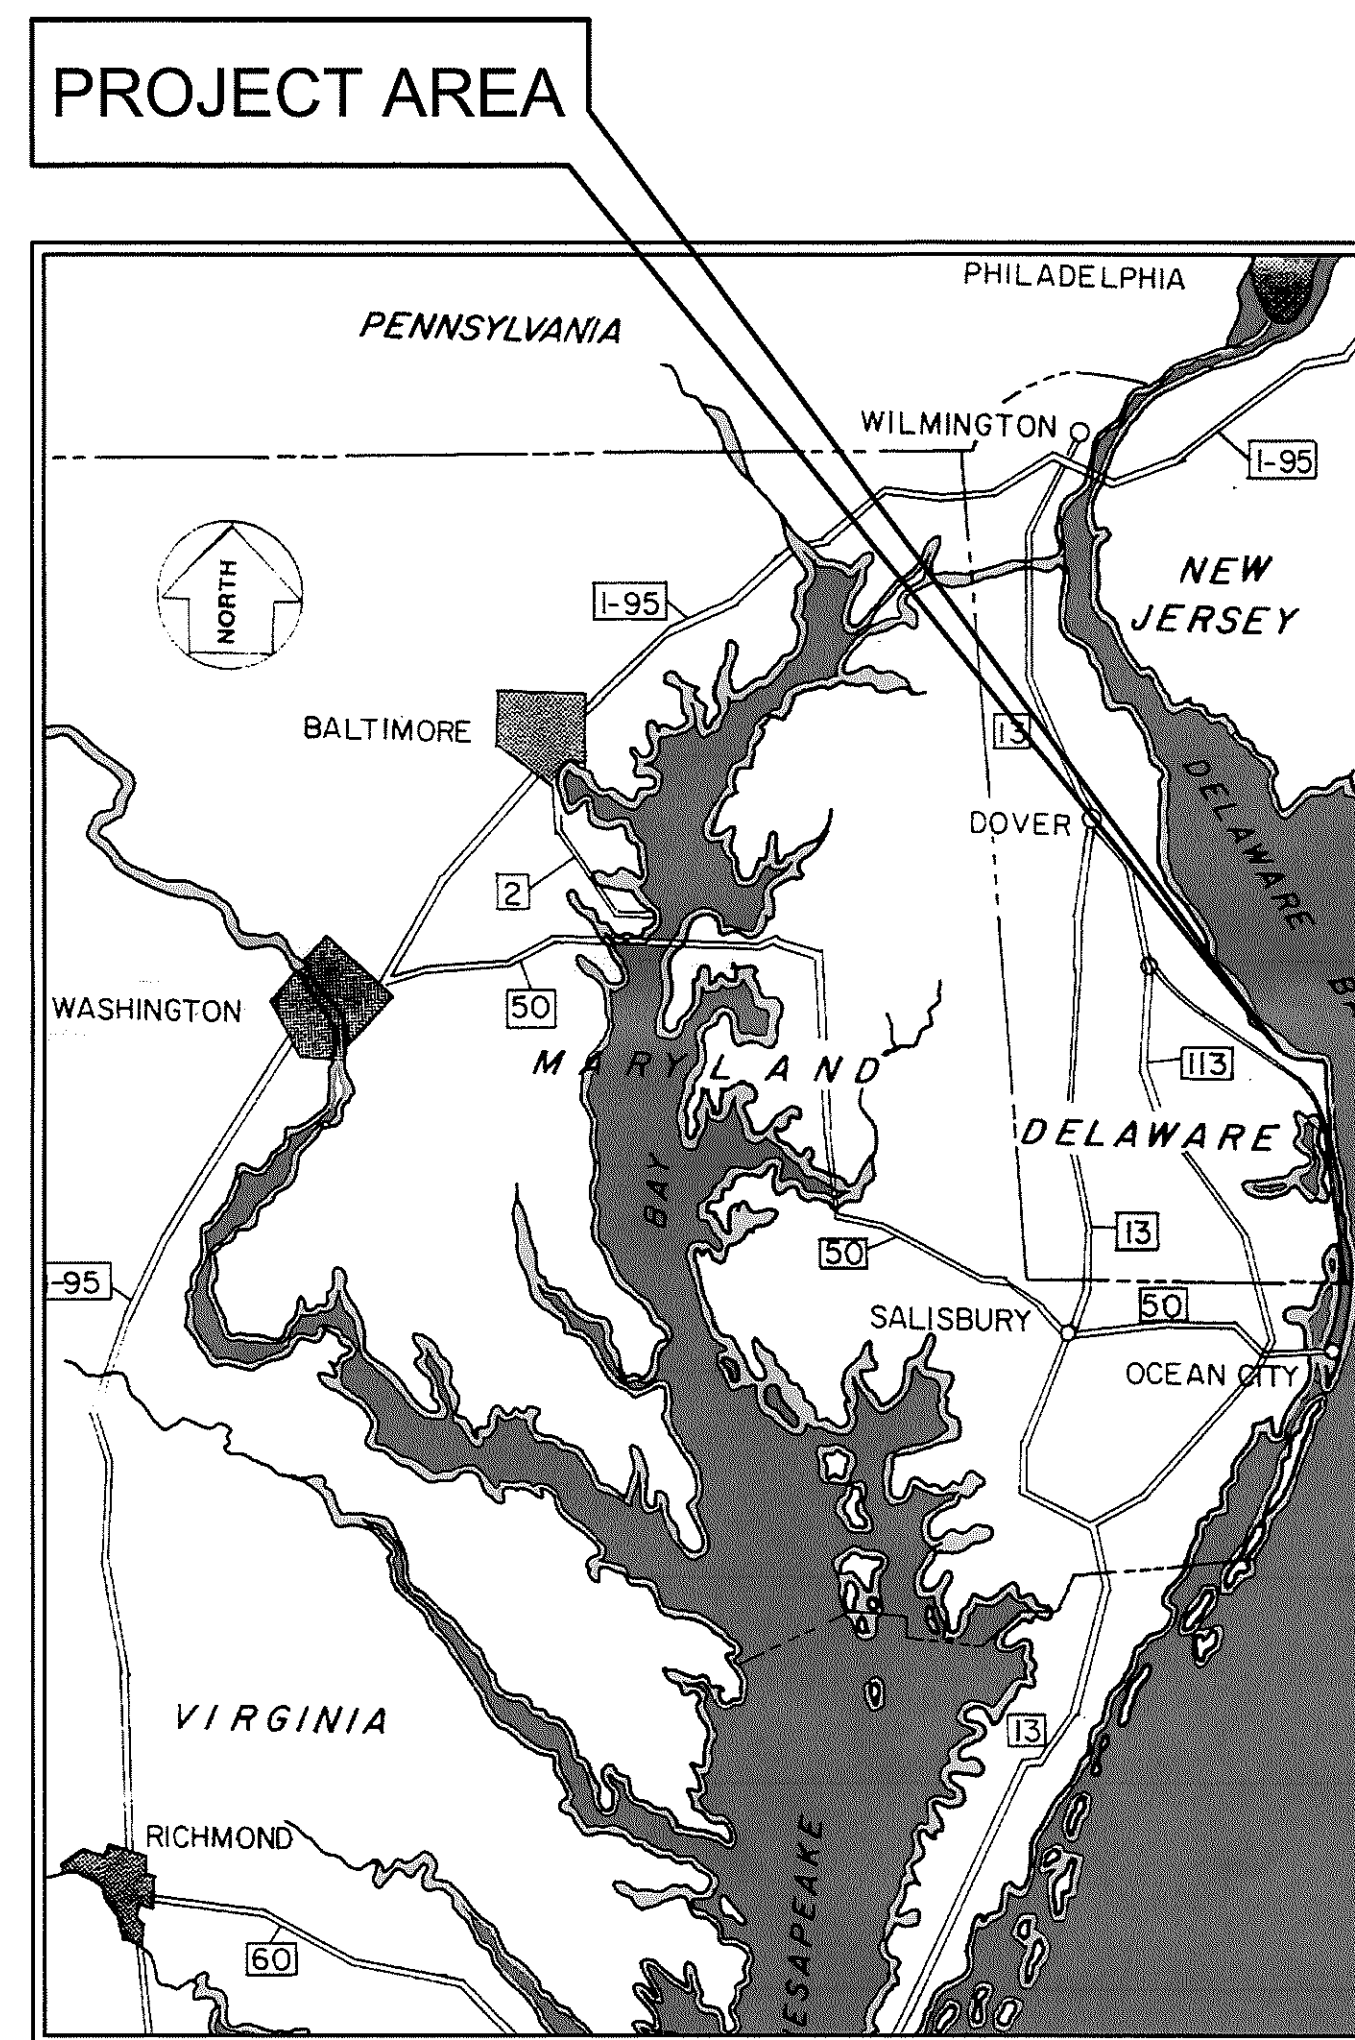 PROJECT AREA
PHILADELPHIA
PENNSYLVANIA
WILMINGTON
I-95
NEW
JERSEY
NORTH
I-95
BALTIMORE
13
DELAWARE
DOVER
2
WASHINGTON
50
MARYLAND
113
DELAWARE
BAY
13
50
-95
SALISBURY
50
OCEAN CITY
VIRGINIA
13
RICHMOND
ESAPEAKE
60